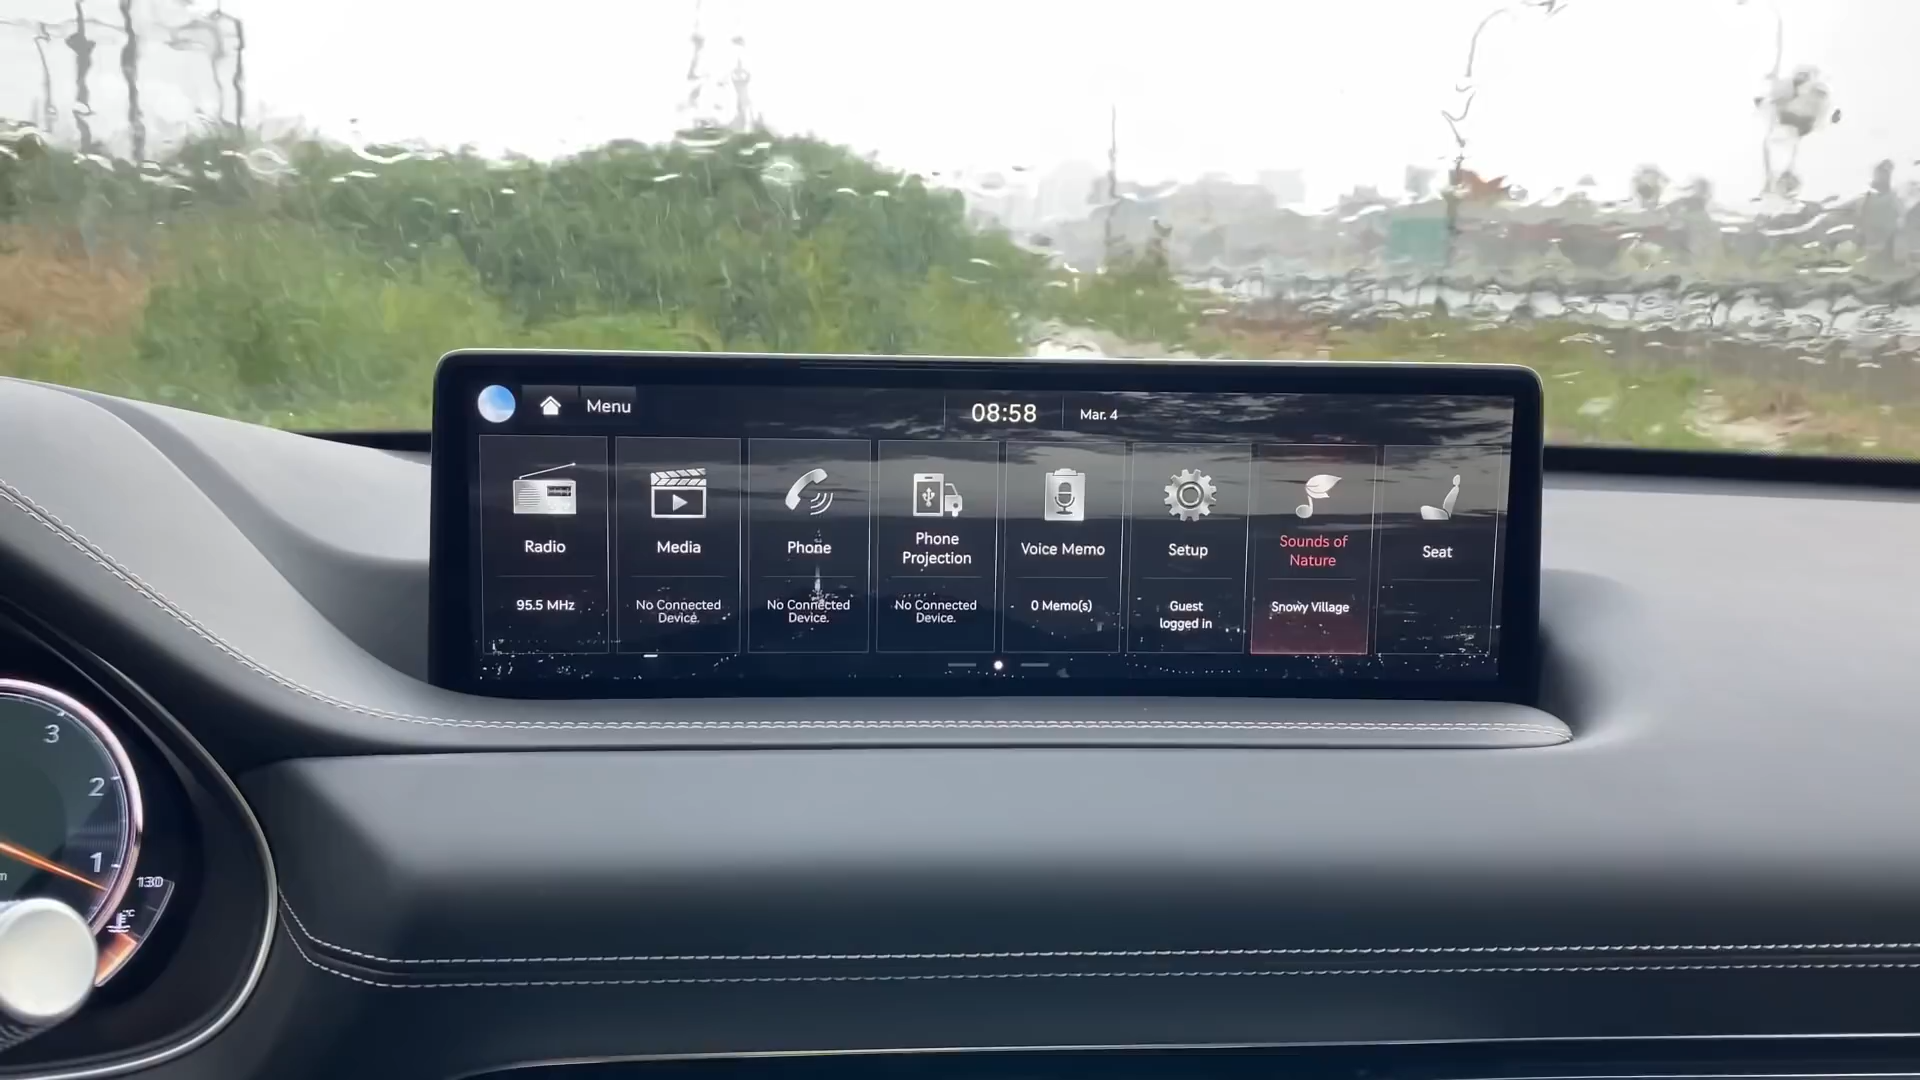 Menu
08:58
Mar. 4
Radio
95.5 MHz
Media
No Connected
Device.
Phone
No Connected
Device.
Phone
Projection
No Connected
Device.
Voice Memo
0 Memo(s)
Setup
Guest
logged in
Sounds of
Nature
Snowy Village
Seat
3
2
1
130
°C